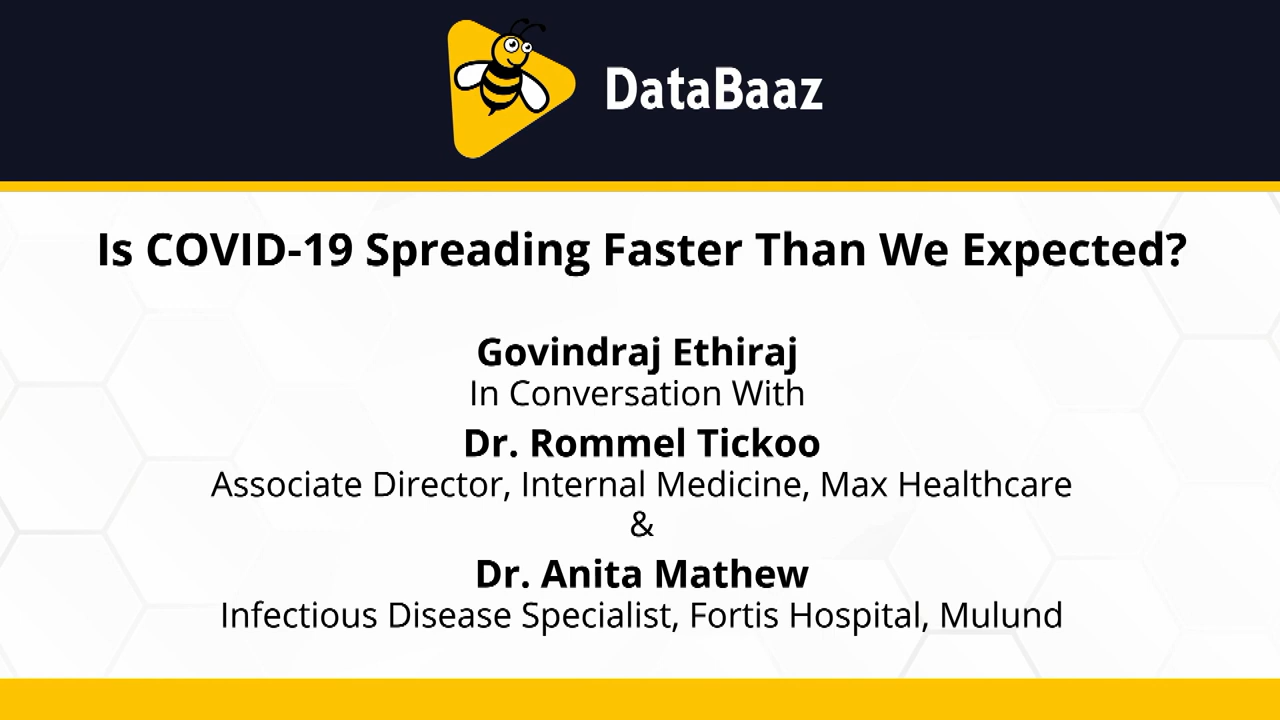 DataBaaz
Is COVID-19 Spreading Faster Than We Expected?
Govindraj Ethiraj
In Conversation With
Dr. Rommel Tickoo
Associate Director, Internal Medicine, Max Healthcare
&
Dr. Anita Mathew
Infectious Disease Specialist, Fortis Hospital, Mulund